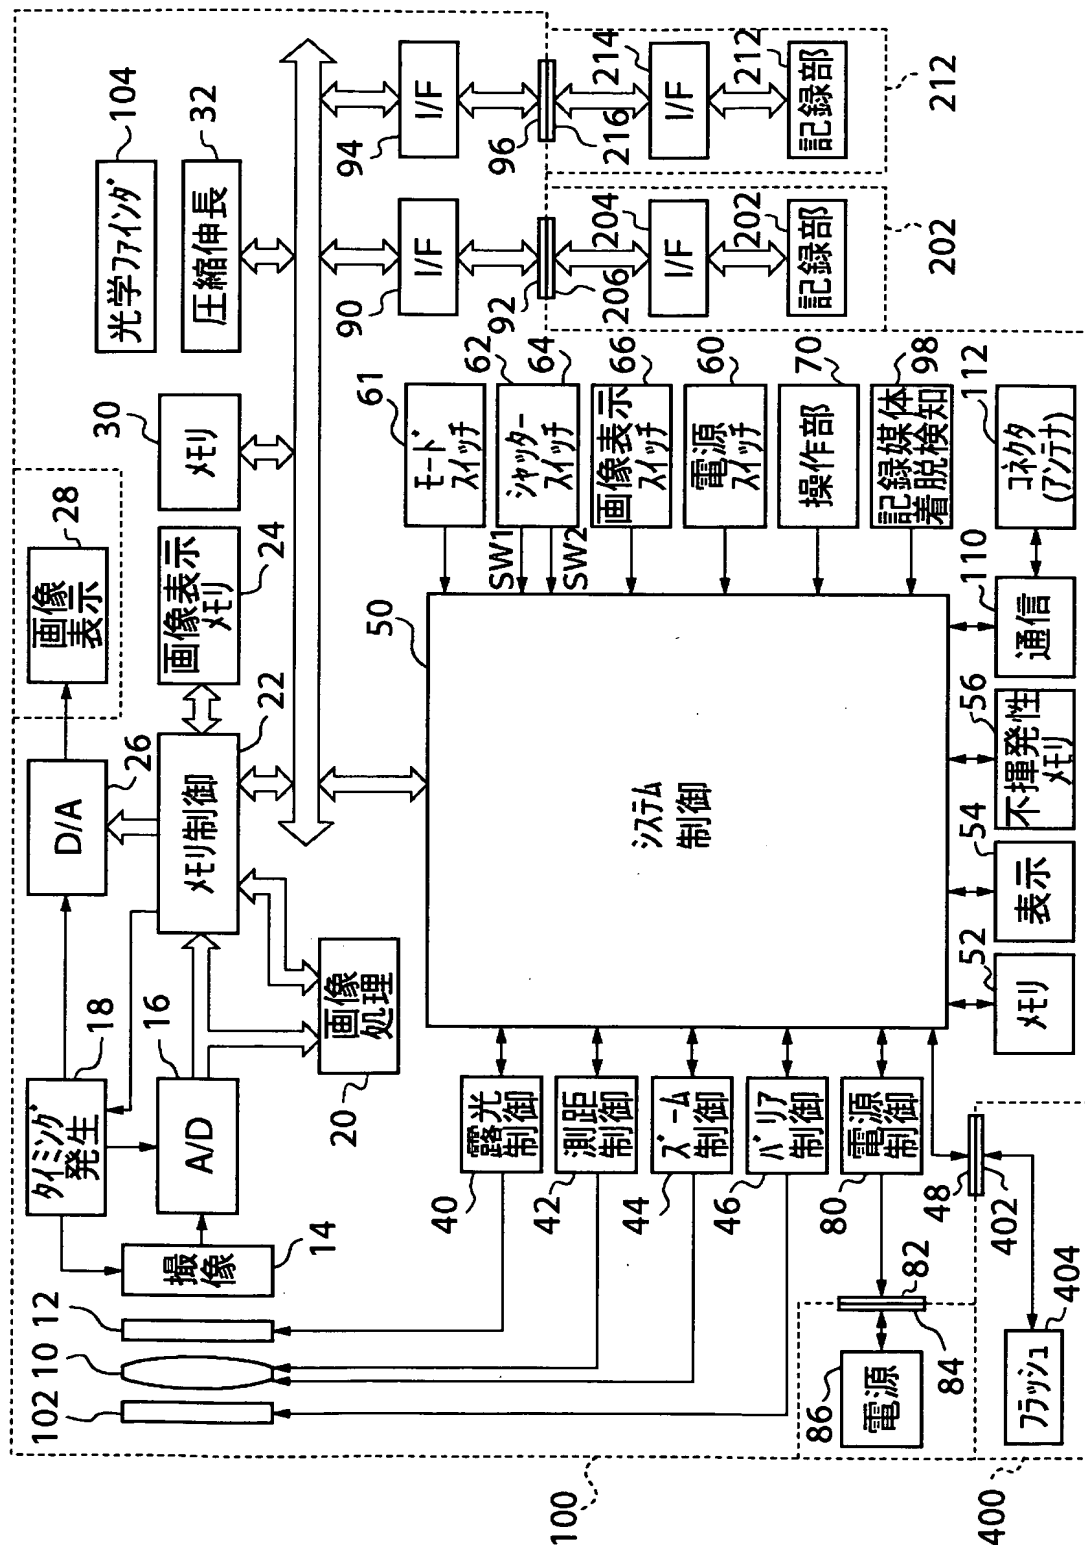 100
102
10
12
14
撮像
18
タイミング
発生
16
A/D
26
D/A
28
画像
表示
22
メモリ制御
24
画像表示
メモリ
30
メモリ
32
圧縮伸長
104
光学ファインダ
20
画像
処理
40
露光
制御
42
測距
制御
44
ズーム
制御
46
バリア
制御
80
電源
制御
82
84
86
電源
48
402
404
フラッシュ
400
50
システム
制御
61
モード
スイッチ
62
64
シャッター
スイッチ
SW1
SW2
66
画像表示
スイッチ
60
電源
スイッチ
70
操作部
98
記録媒体
着脱検知
52
メモリ
54
表示
56
不揮発性
メモリ
110
通信
112
コネクタ
(アンテナ)
90
I/F
92
206
204
I/F
202
記録部
202
94
I/F
96
216
214
I/F
212
記録部
212